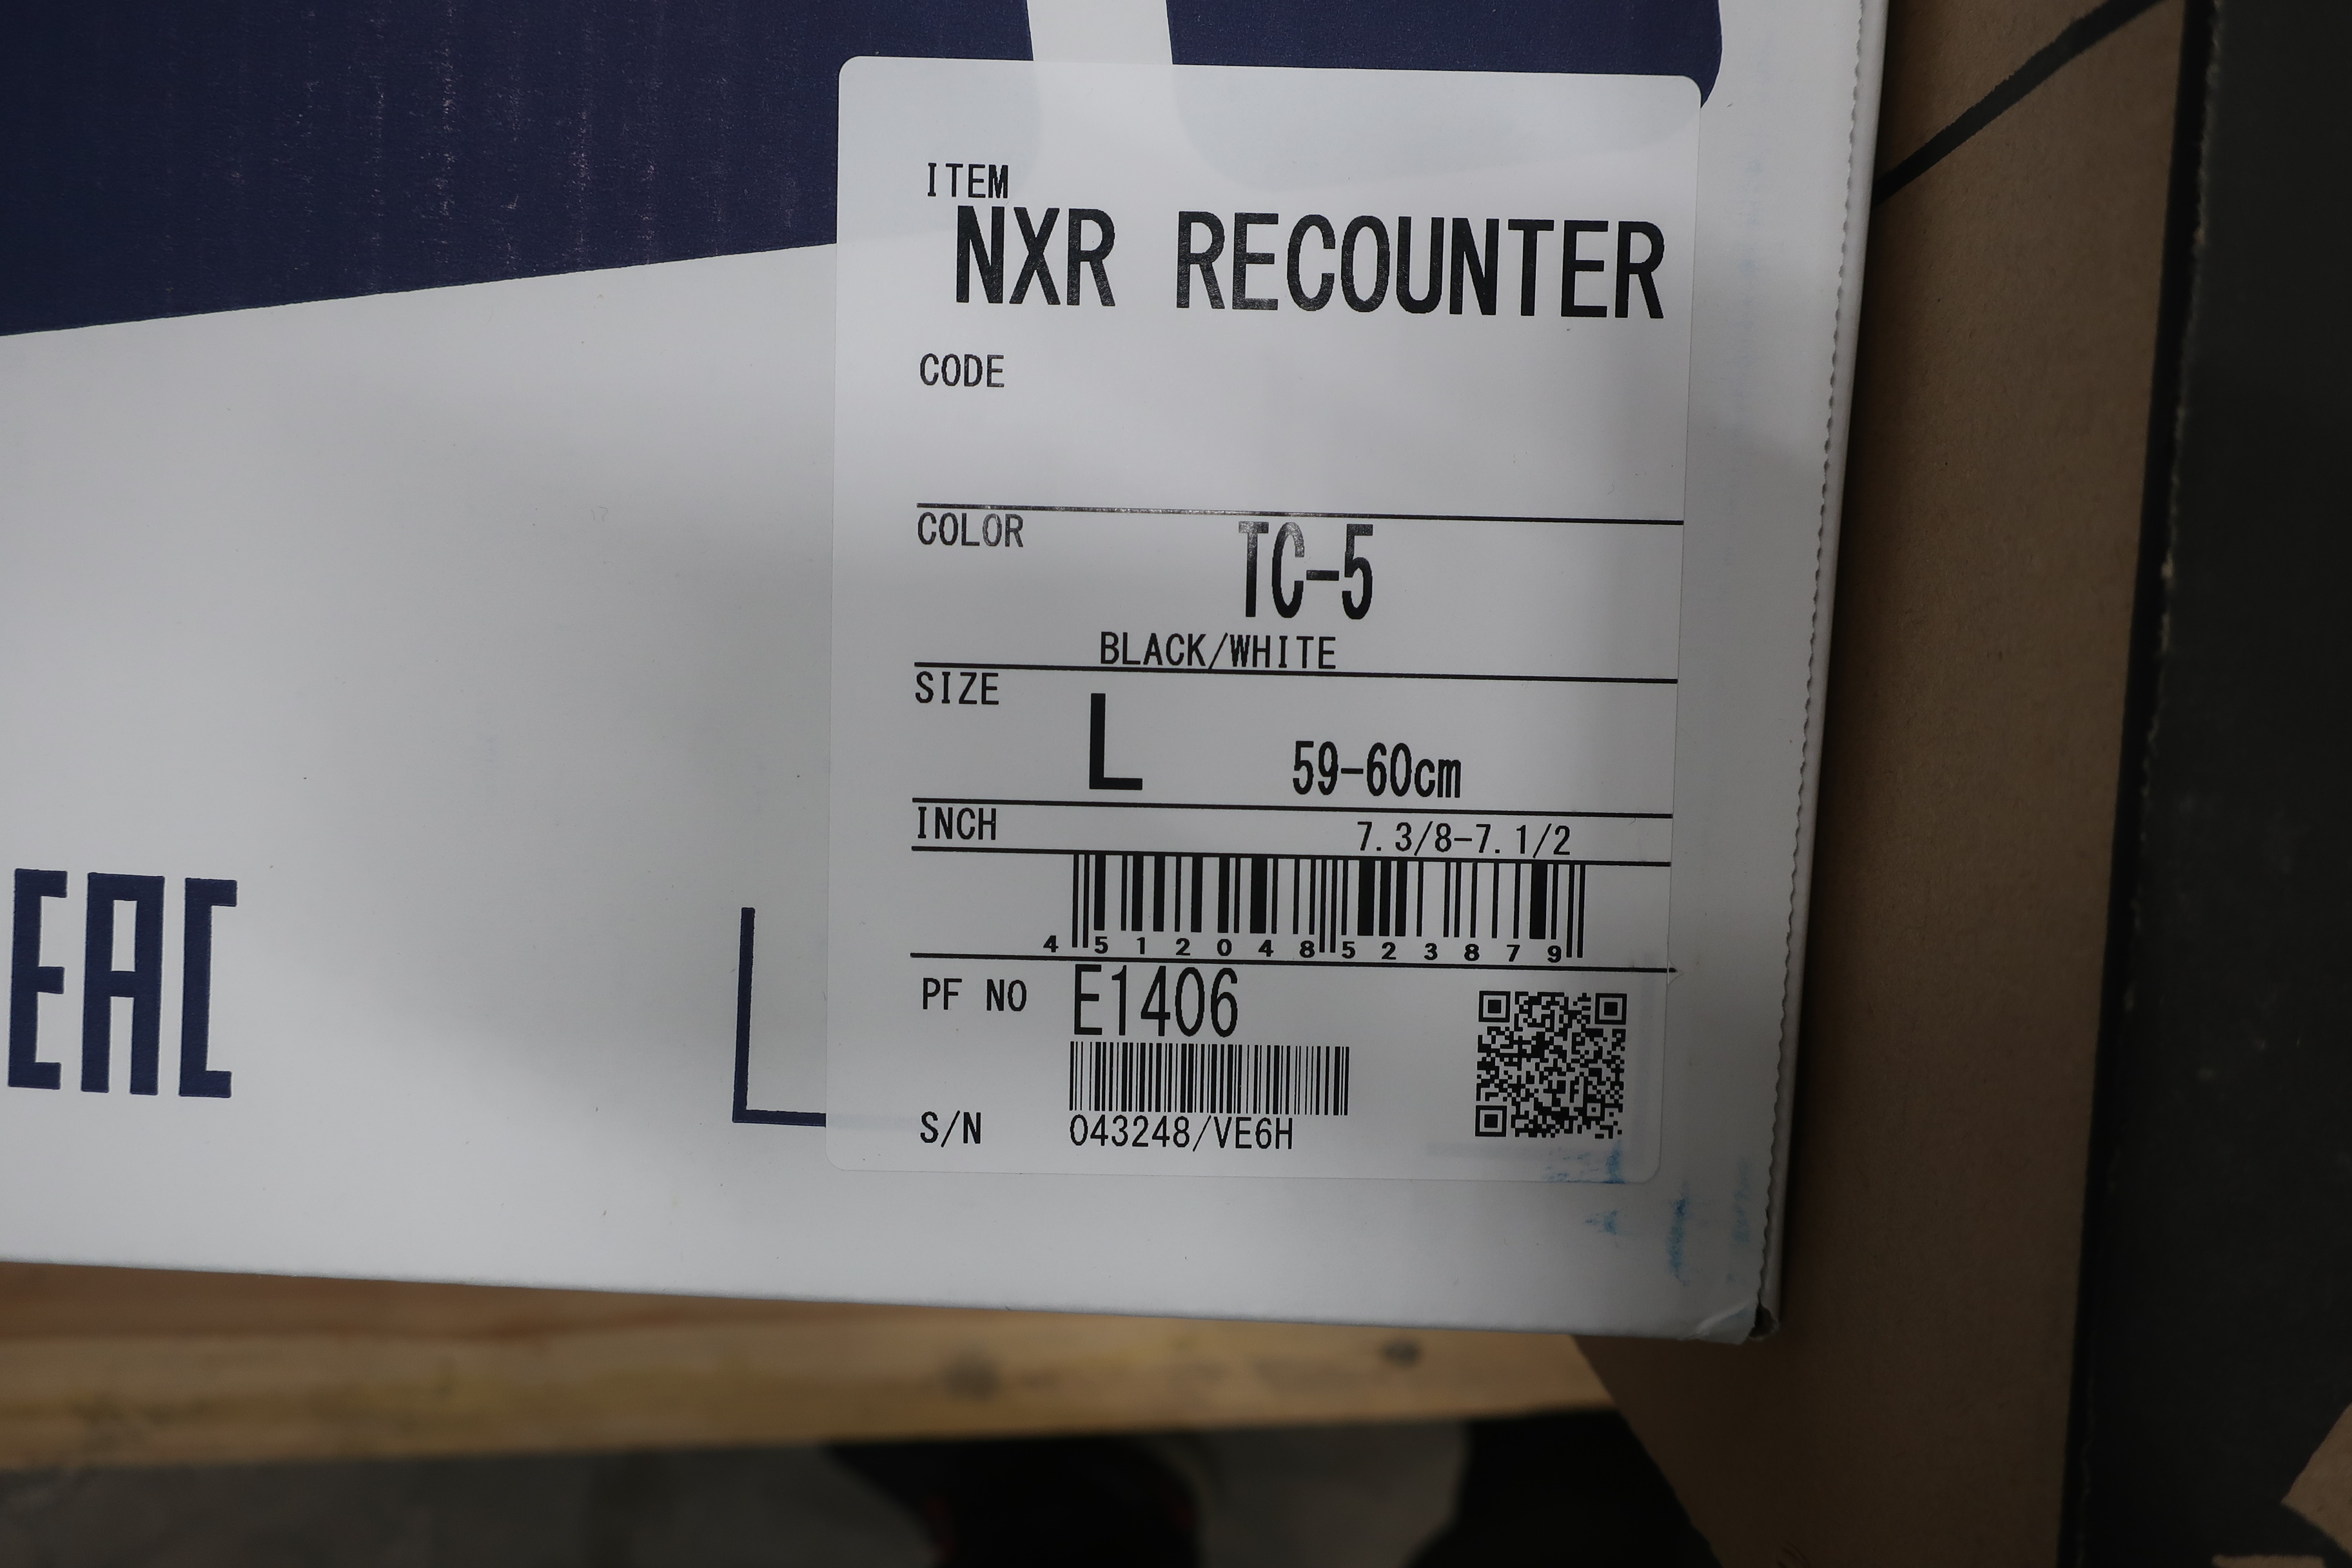 ITEM
NXR RECOUNTER
CODE
COLOR TC-5
BLACK/WHITE
SIZE L 59-60cm
INCH 7.3/8-7.1/2
4 512048 523879
PF NO E1406
S/N 043248/VE6H
EAC
L